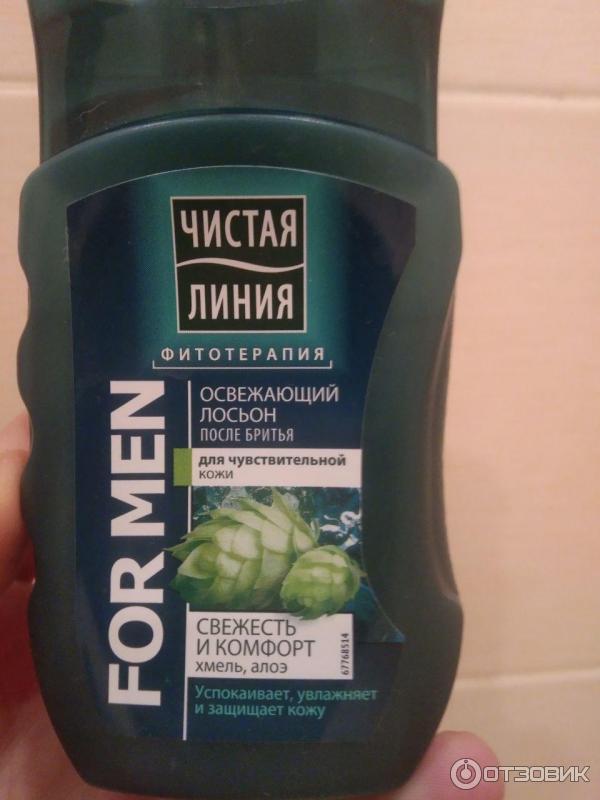 ЧИСТАЯ
ЛИНИЯ
ФИТОТЕРАПИЯ
FOR MEN
ОСВЕЖАЮЩИЙ
ЛОСЬОН
ПОСЛЕ БРИТЬЯ
для чувствительной
кожи
СВЕЖЕСТЬ
И КОМФОРТ
хмель, алоэ
67768514
Успокаивает, увлажняет
и защищает кожу
ОТЗОВИК